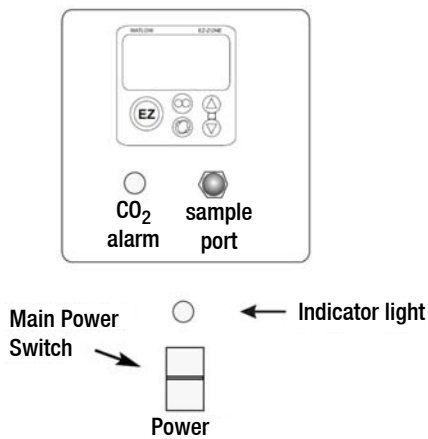 WATLOW EZ-ZONE
EZ
CO₂ sample
alarm port
Indicator light
Main Power
Switch
Power